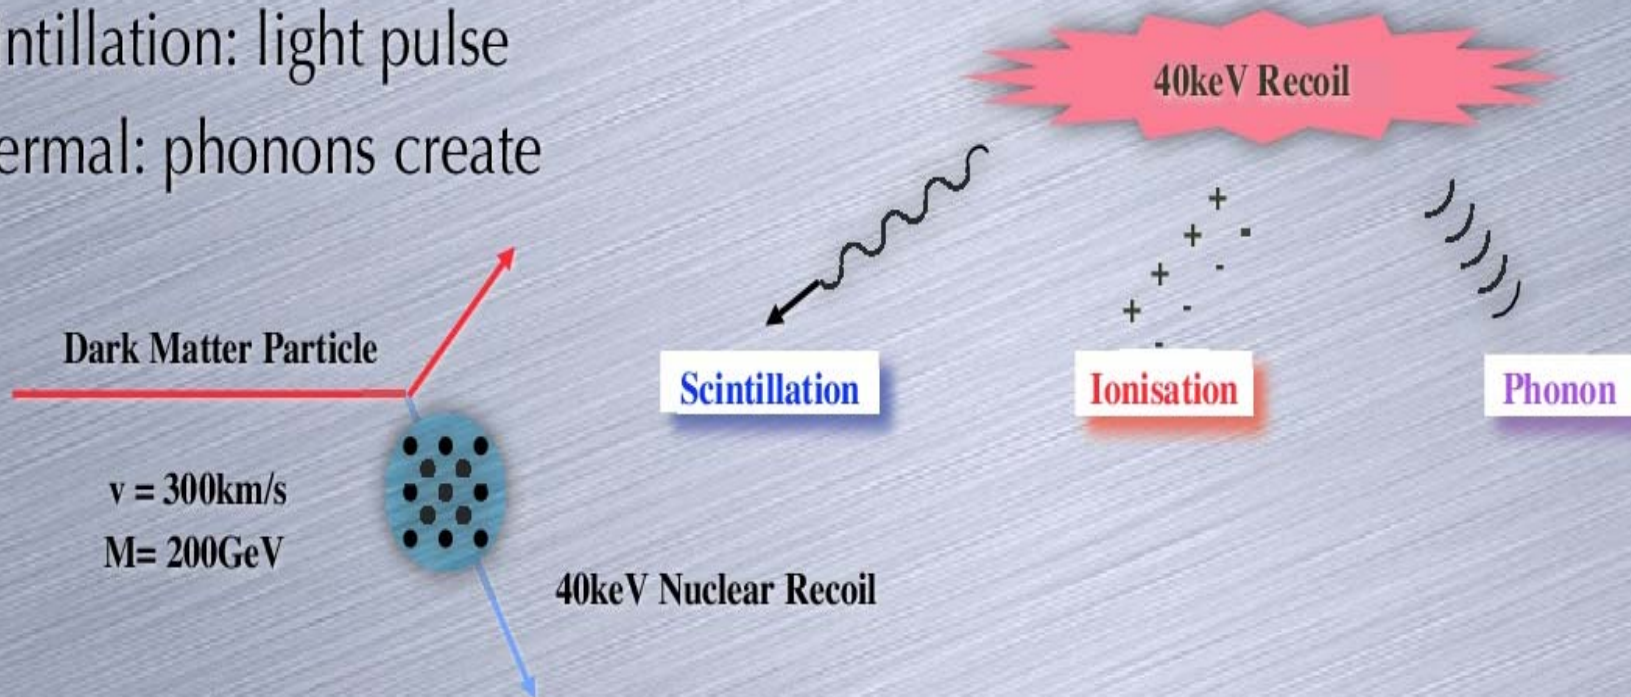 ntillation: light pulse
ermal: phonons create
40keV Recoil
+
+ -
+ -
+ -
-
Dark Matter Particle
Scintillation
Ionisation
Phonon
v = 300km/s
M= 200GeV
40keV Nuclear Recoil